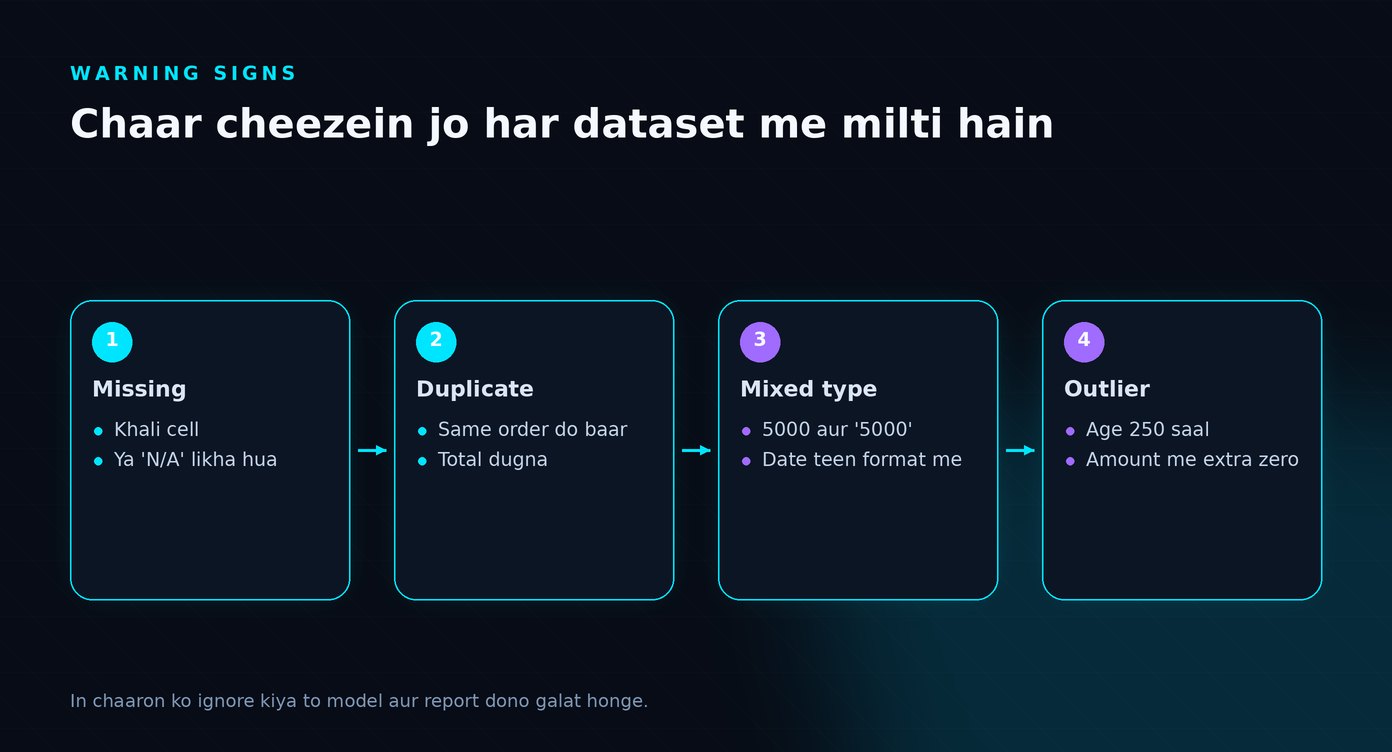 WARNING SIGNS
Chaar cheezein jo har dataset me milti hain
1
Missing
Khali cell
Ya 'N/A' likha hua
2
Duplicate
Same order do baar
Total dugna
3
Mixed type
5000 aur '5000'
Date teen format me
4
Outlier
Age 250 saal
Amount me extra zero
In chaaron ko ignore kiya to model aur report dono galat honge.